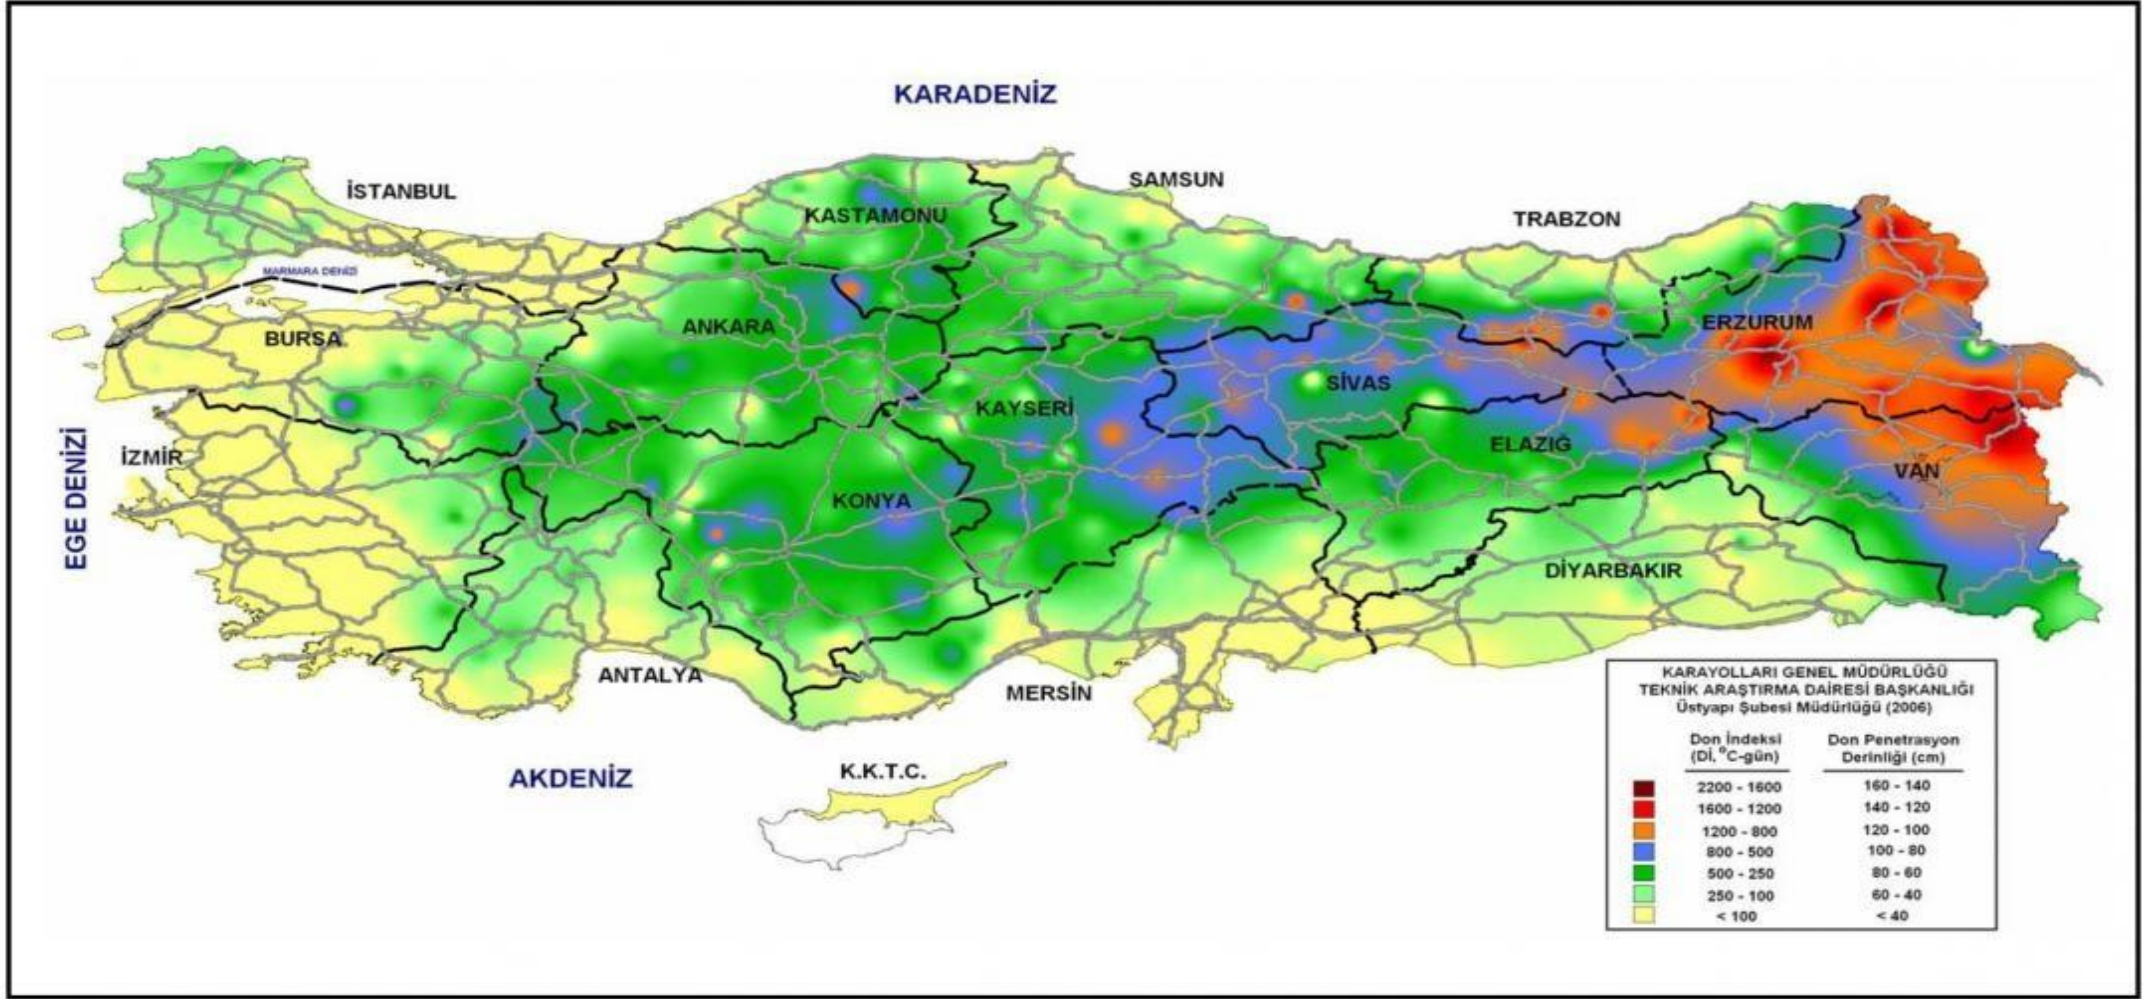 KARADENİZ
İSTANBUL
SAMSUN
KASTAMONU
TRABZON
MARMARA DENİZİ
BURSA
ANKARA
ERZURUM
SİVAS
KAYSERİ
EGE DENİZİ
İZMİR
ELAZIĞ
VAN
KONYA
DİYARBAKIR
ANTALYA
MERSİN
AKDENİZ
K.K.T.C.
KARAYOLLARI GENEL MÜDÜRLÜĞÜ
TEKNİK ARAŞTIRMA DAİRESİ BAŞKANLIĞI
Üstyapı Şubesi Müdürlüğü (2006)
Don İndeksi Don Penetrasyon
(Dİ, °C-gün) Derinliği (cm)
2200 - 1600 160 - 140
1600 - 1200 140 - 120
1200 - 800 120 - 100
800 - 500 100 - 80
500 - 250 80 - 60
250 - 100 60 - 40
< 100 < 40